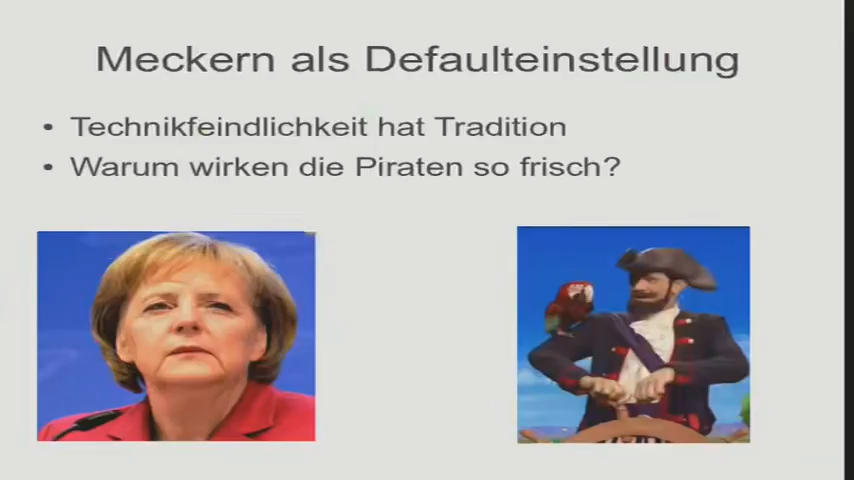 Meckern als Defaulteinstellung
• Technikfeindlichkeit hat Tradition
• Warum wirken die Piraten so frisch?